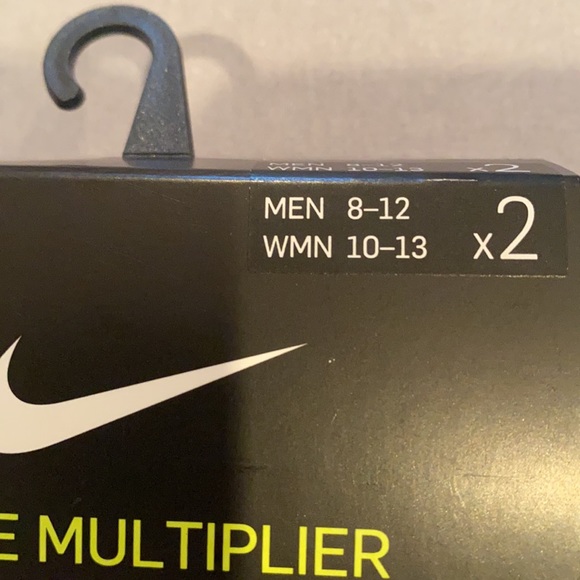 MEN 8–12
WMN 10–13 x2
E MULTIPLIER